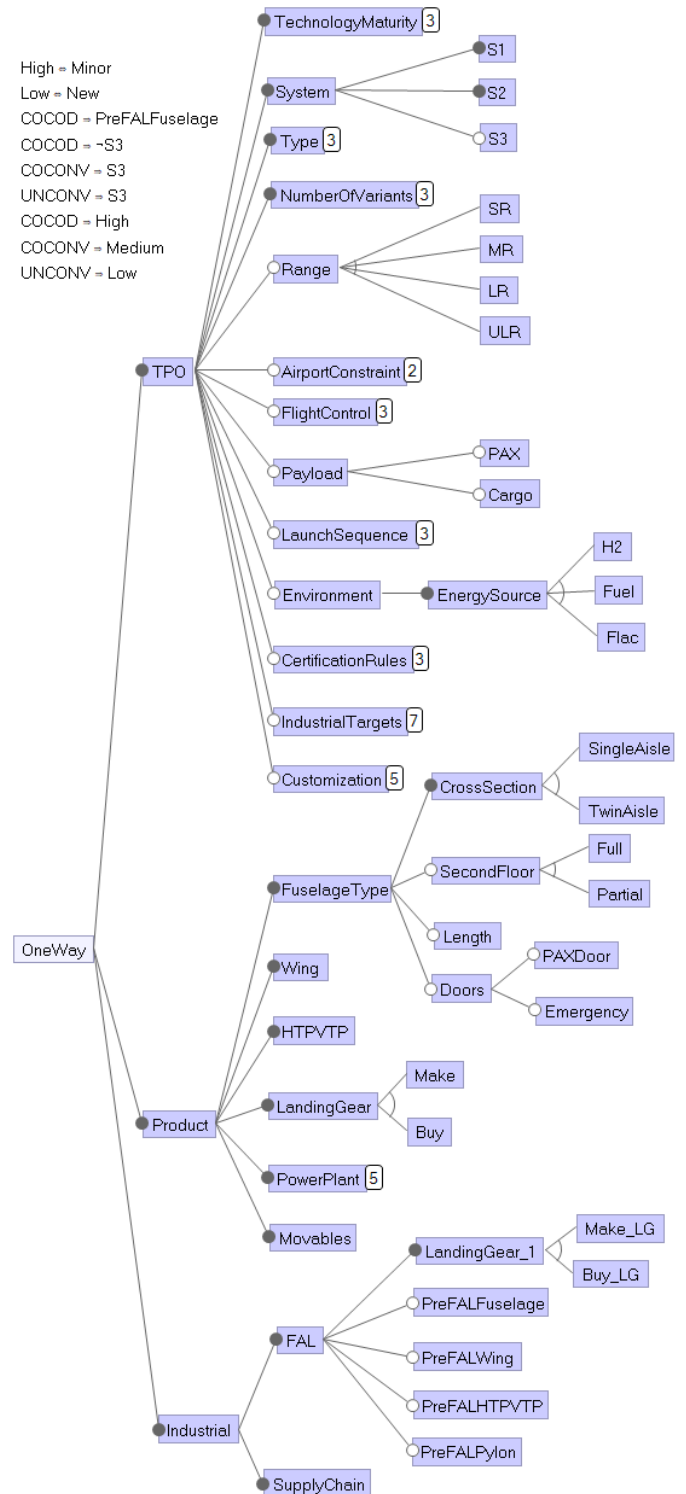 TechnologyMaturity 3
High = Minor
Low = New
COCOD = PreFALFuselage
COCOD = ¬S3
COCONV = S3
UNCONV = S3
COCOD = High
COCONV = Medium
UNCONV = Low
System
S1
S2
S3
Type 3
NumberOfVariants 3
Range
SR
MR
LR
ULR
TPO
AirportConstraint 2
FlightControl 3
Payload
PAX
Cargo
LaunchSequence 3
Environment
EnergySource
H2
Fuel
Flac
CertificationRules 3
IndustrialTargets 7
Customization 5
OneWay
Product
FuselageType
CrossSection
SingleAisle
TwinAisle
SecondFloor
Full
Partial
Length
Doors
PAXDoor
Emergency
Wing
HTPVTP
LandingGear
Make
Buy
PowerPlant 5
Movables
Industrial
FAL
LandingGear_1
Make_LG
Buy_LG
PreFALFuselage
PreFALWing
PreFALHTPVTP
PreFALPylon
SupplyChain